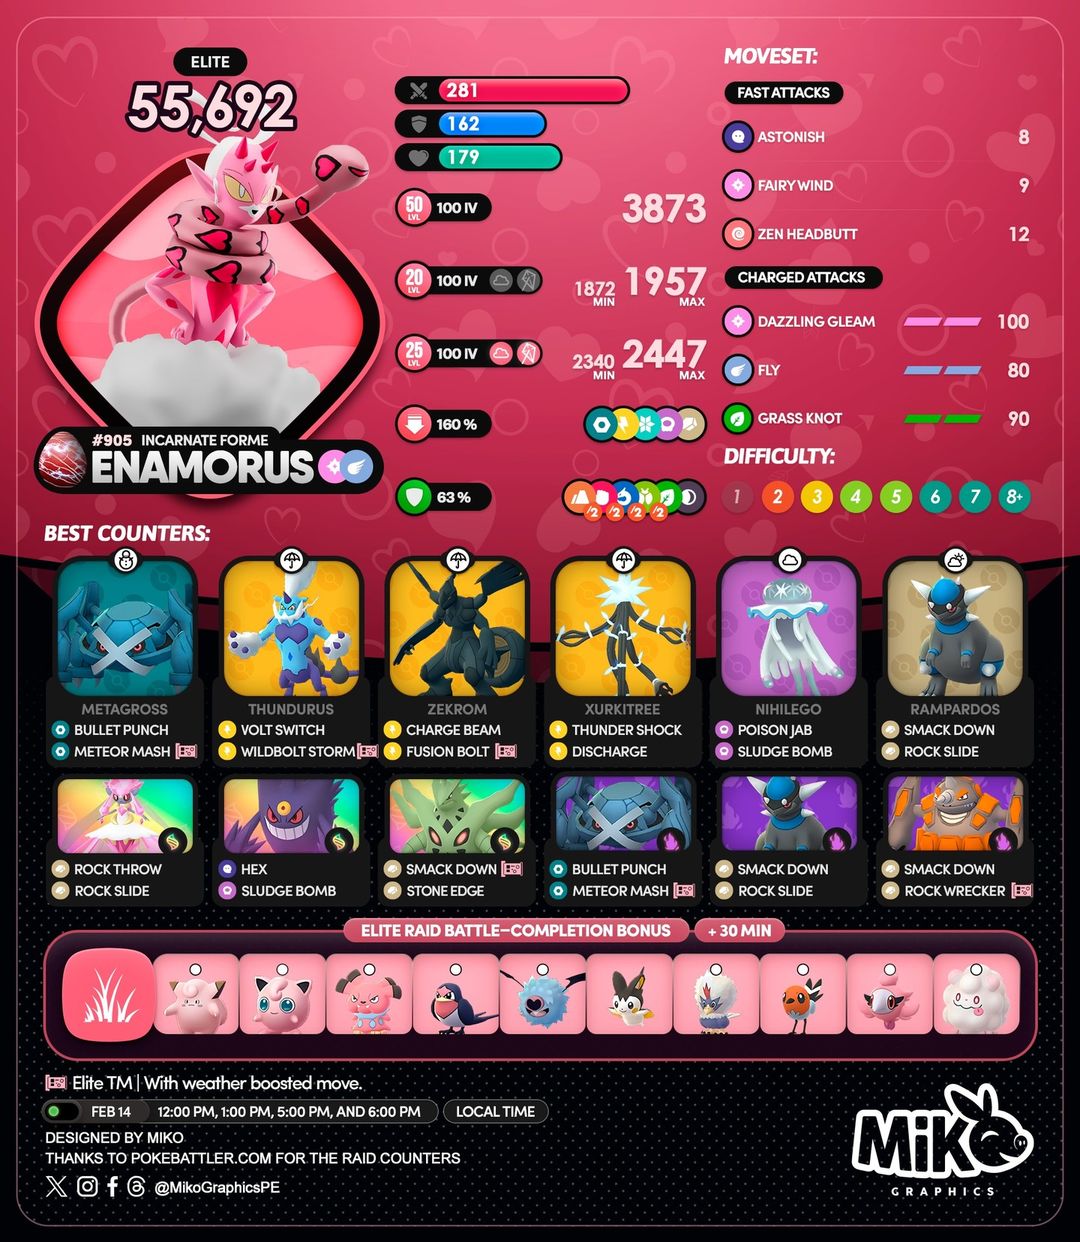 ELITE
55,692
#905 INCARNATE FORME
ENAMORUS
281
162
179
50 LVL 100 IV
3873
20 LVL 100 IV
1872 MIN 1957 MAX
25 LVL 100 IV
2340 MIN 2447 MAX
160 %
63 %
/2 /2 /2 /2
MOVESET:
FAST ATTACKS
ASTONISH 8
FAIRY WIND 9
ZEN HEADBUTT 12
CHARGED ATTACKS
DAZZLING GLEAM 100
FLY 80
GRASS KNOT 90
DIFFICULTY:
1 2 3 4 5 6 7 8+
BEST COUNTERS:
METAGROSS
BULLET PUNCH
METEOR MASH
THUNDURUS
VOLT SWITCH
WILDBOLT STORM
ZEKROM
CHARGE BEAM
FUSION BOLT
XURKITREE
THUNDER SHOCK
DISCHARGE
NIHILEGO
POISON JAB
SLUDGE BOMB
RAMPARDOS
SMACK DOWN
ROCK SLIDE
ROCK THROW
ROCK SLIDE
HEX
SLUDGE BOMB
SMACK DOWN
STONE EDGE
BULLET PUNCH
METEOR MASH
SMACK DOWN
ROCK SLIDE
SMACK DOWN
ROCK WRECKER
ELITE RAID BATTLE–COMPLETION BONUS + 30 MIN
Elite TM | With weather boosted move.
FEB 14 12:00 PM, 1:00 PM, 5:00 PM, AND 6:00 PM LOCAL TIME
DESIGNED BY MIKO
THANKS TO POKEBATTLER.COM FOR THE RAID COUNTERS
@MikoGraphicsPE
MiKO
GRAPHICS